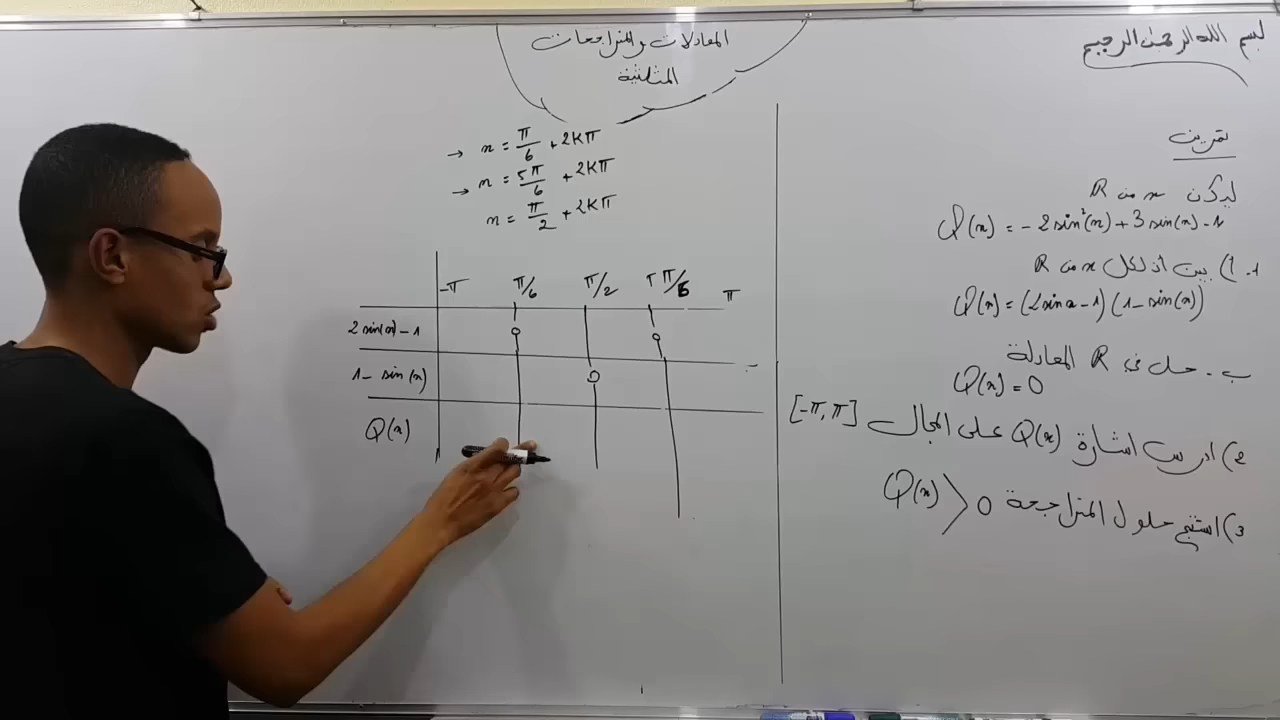 بسم الله الرحمن الرحيم
المعادلات والمتراجحات
المثلثية
تمرين
ليكن x من R
Q(x) = -2sin²(x) + 3sin(x) - 1
1. أ) بين أن لكل x من R
Q(x) = (2sin x - 1)(1 - sin(x))
ب. حل في R المعادلة
Q(x) = 0
2) ادرس اشارة Q(x) على المجال [-π, π]
3) استنتج حلول المتراجحة Q(x) > 0
→ x = π/6 + 2kπ
→ x = 5π/6 + 2kπ
x = π/2 + 2kπ
-π π/6 π/2 5π/6 π
2sin(x) - 1
1 - sin(x)
Q(x)